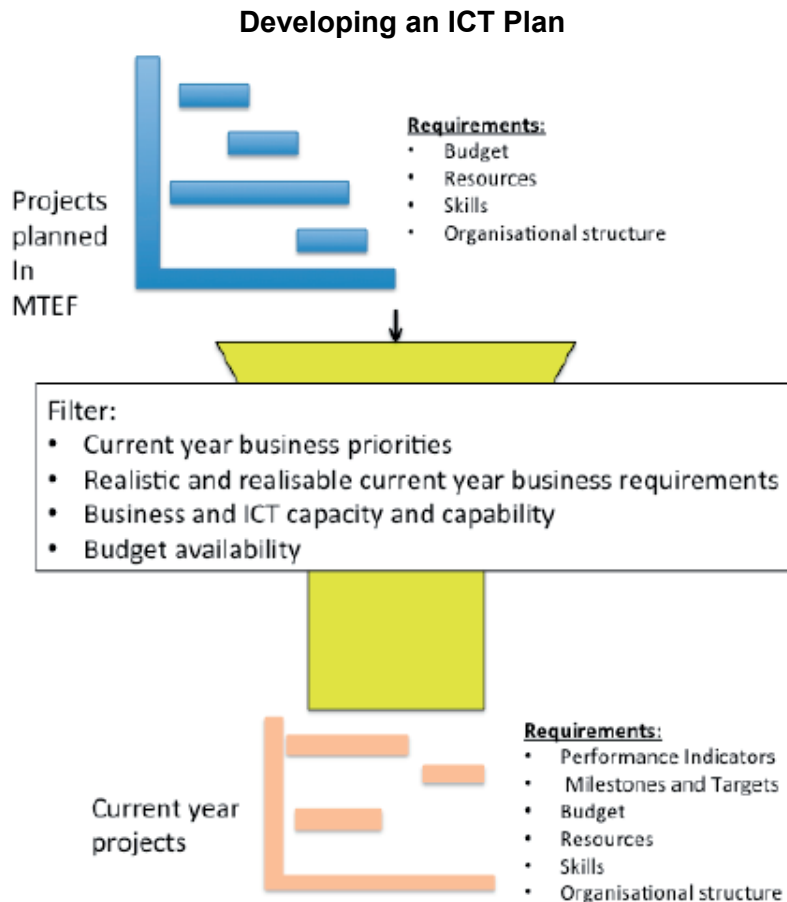 Developing an ICT Plan
Projects
planned
In
MTEF
Requirements:
• Budget
• Resources
• Skills
• Organisational structure
Filter:
• Current year business priorities
• Realistic and realisable current year business requirements
• Business and ICT capacity and capability
• Budget availability
Current year
projects
Requirements:
• Performance Indicators
• Milestones and Targets
• Budget
• Resources
• Skills
• Organisational structure